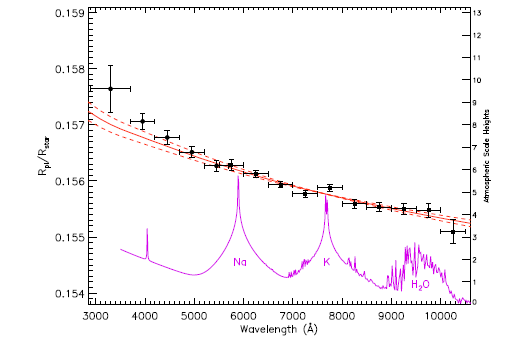 0.159
0.158
0.157
0.156
0.155
0.154
R_pl/R_star
13
12
11
10
9
8
7
6
5
4
3
2
1
0
Atmospheric Scale Heights
Na
K
H₂O
3000 4000 5000 6000 7000 8000 9000 10000
Wavelength (Å)